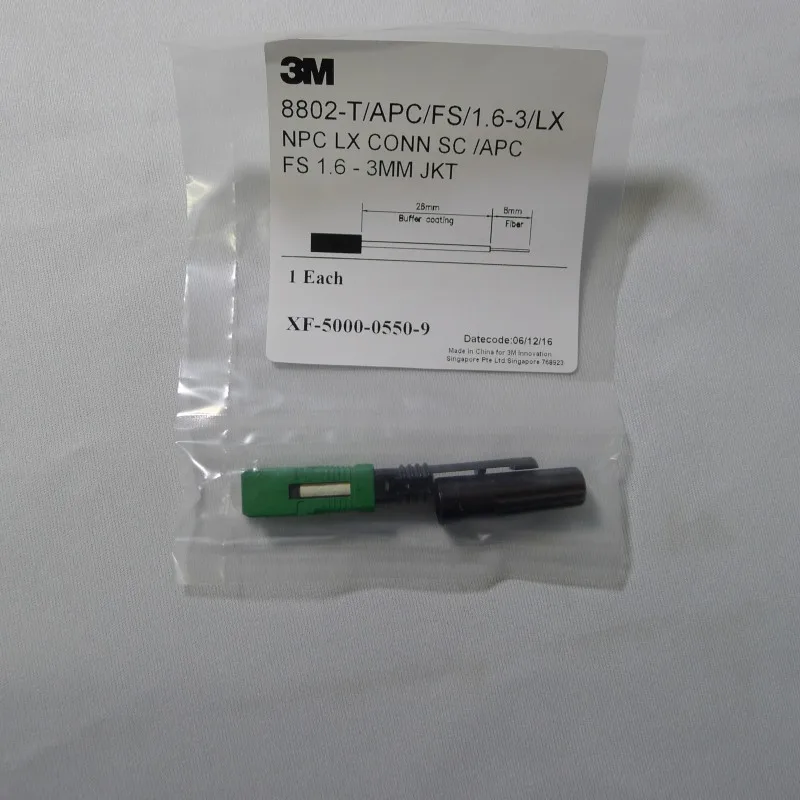 3M
8802-T/APC/FS/1.6-3/LX
NPC LX CONN SC /APC
FS 1.6 - 3MM JKT
28mm 8mm
Buffer coating Fiber
1 Each
XF-5000-0550-9
Datecode:06/12/16
Made in China for 3M Innovation
Singapore Pte Ltd Singapore 768923